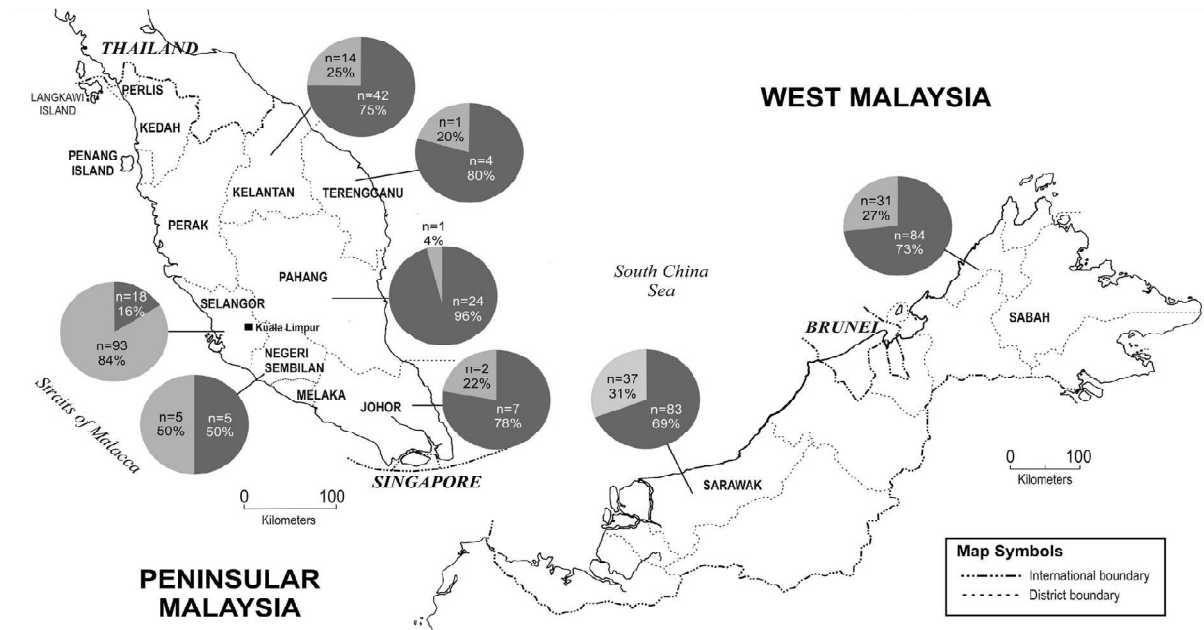 THAILAND
LANGKAWI
ISLAND
PERLIS
KEDAH
PENANG
ISLAND
PERAK
KELANTAN
TERENGGANU
PAHANG
SELANGOR
Kuala Limpur
NEGERI
SEMBILAN
MELAKA
JOHOR
SINGAPORE
Straits of Malacca
n=14
25%
n=42
75%
n=1
20%
n=4
80%
n=1
4%
n=24
96%
n=18
16%
n=93
84%
n=5
50%
n=5
50%
n=2
22%
n=7
78%
0 100
Kilometers
PENINSULAR
MALAYSIA
WEST MALAYSIA
South China
Sea
n=31
27%
n=84
73%
BRUNEI
SABAH
n=37
31%
n=83
69%
SARAWAK
0 100
Kilometers
Map Symbols
International boundary
District boundary